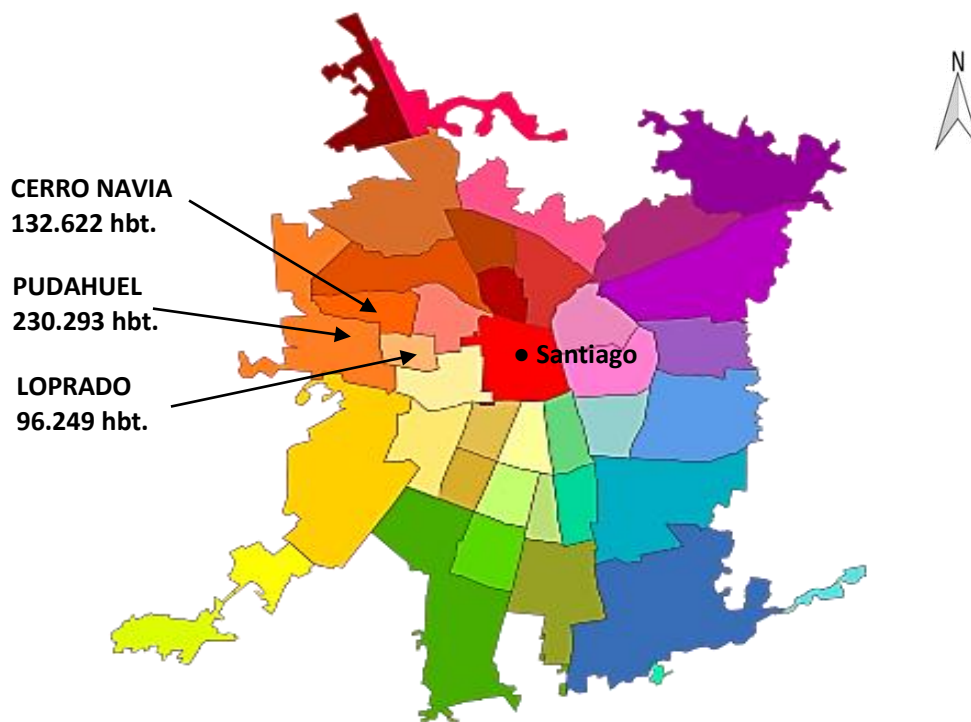 N
CERRO NAVIA
132.622 hbt.
PUDAHUEL
230.293 hbt.
Santiago
LOPRADO
96.249 hbt.